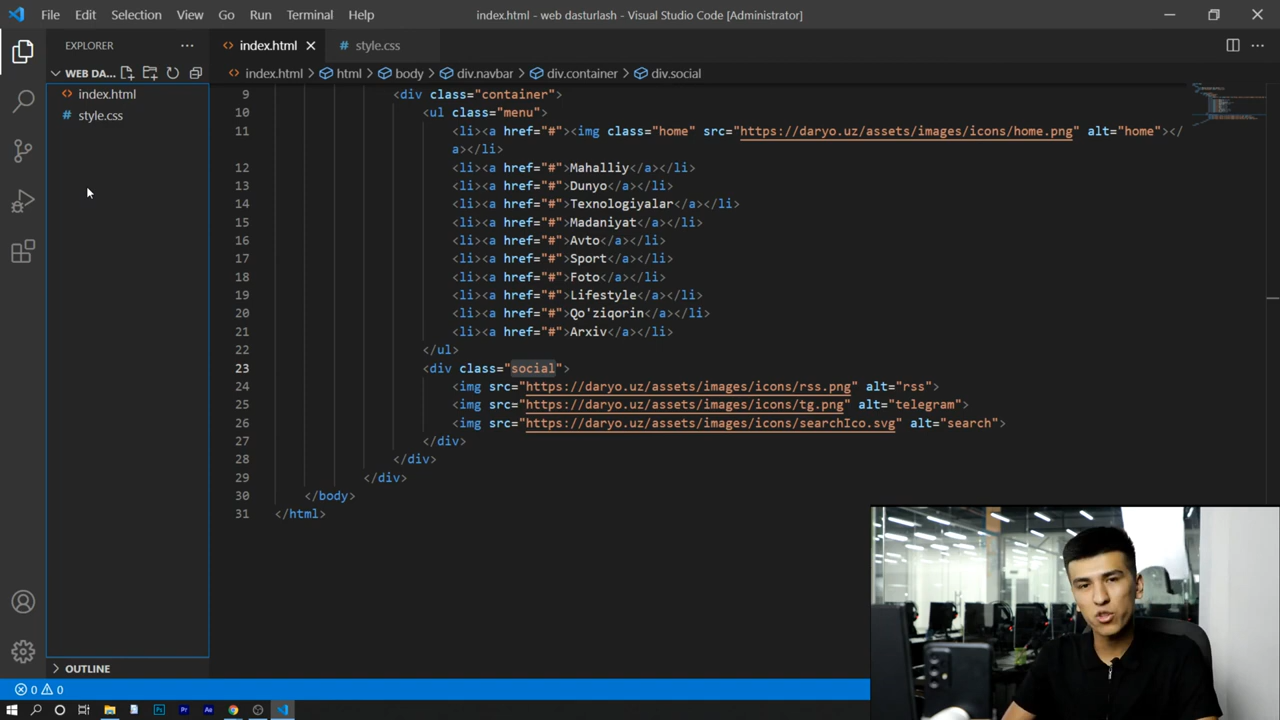 File Edit Selection View Go Run Terminal Help index.html - web dasturlash - Visual Studio Code [Administrator]
EXPLORER ··· index.html style.css
WEB DA... index.html > html > body > div.navbar > div.container > div.social
index.html
style.css
9 <div class="container">
10 <ul class="menu">
11 <li><a href="#"><img class="home" src="https://daryo.uz/assets/images/icons/home.png" alt="home"></
a></li>
12 <li><a href="#">Mahalliy</a></li>
13 <li><a href="#">Dunyo</a></li>
14 <li><a href="#">Texnologiyalar</a></li>
15 <li><a href="#">Madaniyat</a></li>
16 <li><a href="#">Avto</a></li>
17 <li><a href="#">Sport</a></li>
18 <li><a href="#">Foto</a></li>
19 <li><a href="#">Lifestyle</a></li>
20 <li><a href="#">Qo'ziqorin</a></li>
21 <li><a href="#">Arxiv</a></li>
22 </ul>
23 <div class="social">
24 <img src="https://daryo.uz/assets/images/icons/rss.png" alt="rss">
25 <img src="https://daryo.uz/assets/images/icons/tg.png" alt="telegram">
26 <img src="https://daryo.uz/assets/images/icons/searchIco.svg" alt="search">
27 </div>
28 </div>
29 </div>
30 </body>
31 </html>
OUTLINE
0 0
Ps Pr Ae